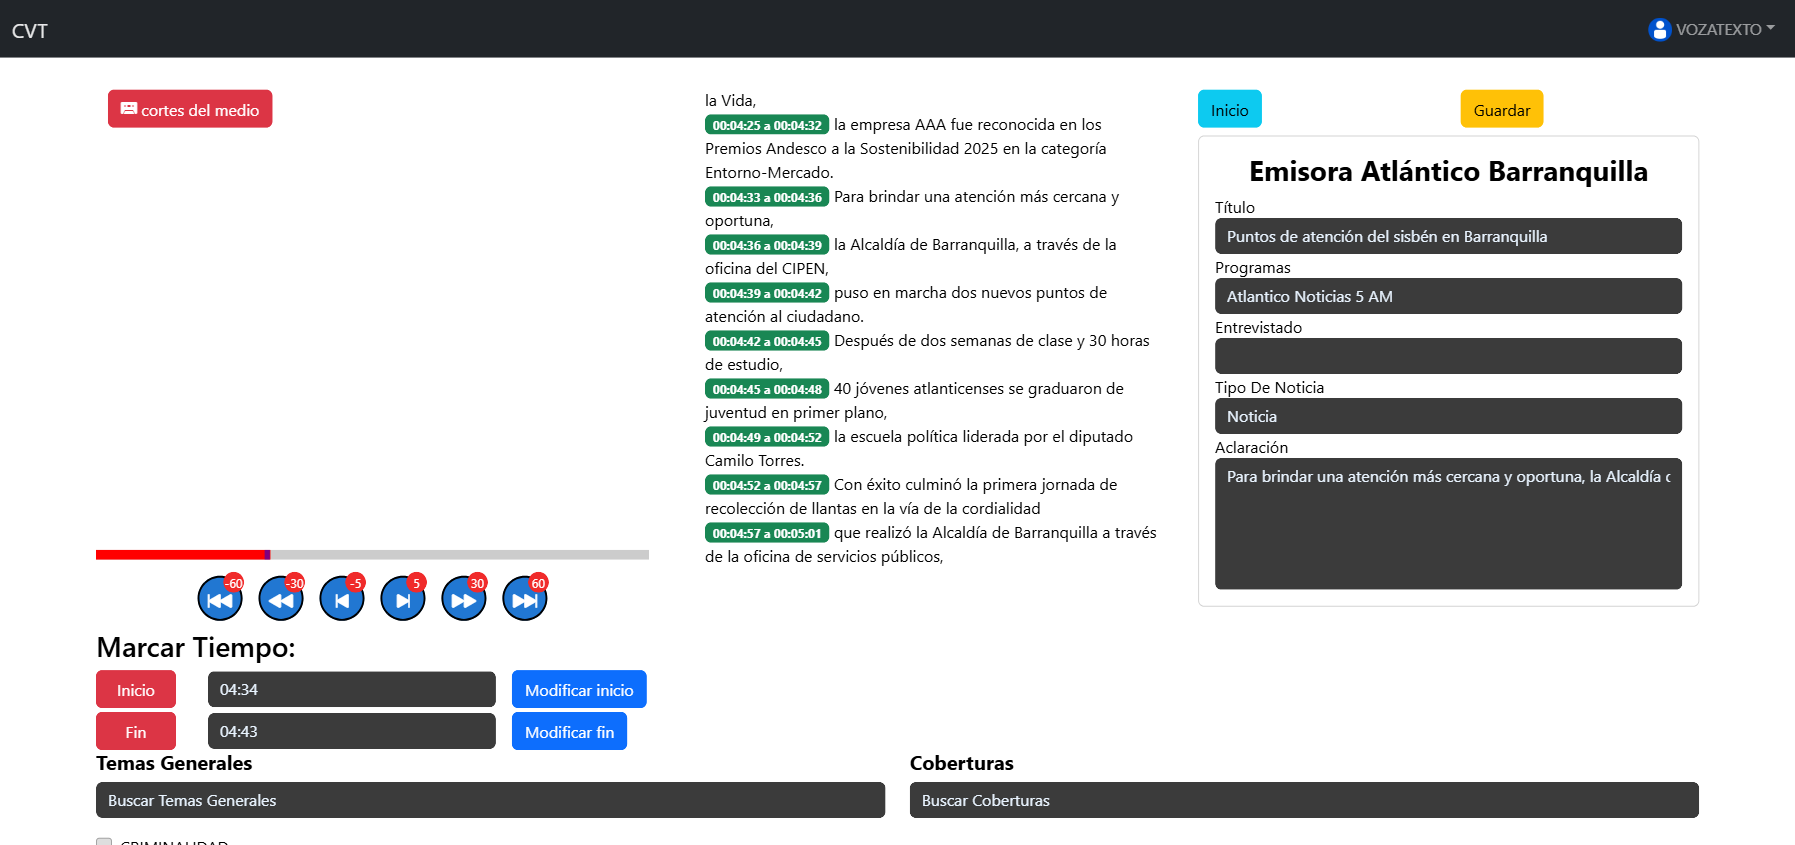 CVT
VOZATEXTO
cortes del medio
-60
-30
-5
5
30
60
Marcar Tiempo:
Inicio
04:34
Modificar inicio
Fin
04:43
Modificar fin
la Vida,
00:04:25 a 00:04:32 la empresa AAA fue reconocida en los
Premios Andesco a la Sostenibilidad 2025 en la categoría
Entorno-Mercado.
00:04:33 a 00:04:36 Para brindar una atención más cercana y
oportuna,
00:04:36 a 00:04:39 la Alcaldía de Barranquilla, a través de la
oficina del CIPEN,
00:04:39 a 00:04:42 puso en marcha dos nuevos puntos de
atención al ciudadano.
00:04:42 a 00:04:45 Después de dos semanas de clase y 30 horas
de estudio,
00:04:45 a 00:04:48 40 jóvenes atlanticenses se graduaron de
juventud en primer plano,
00:04:49 a 00:04:52 la escuela política liderada por el diputado
Camilo Torres.
00:04:52 a 00:04:57 Con éxito culminó la primera jornada de
recolección de llantas en la vía de la cordialidad
00:04:57 a 00:05:01 que realizó la Alcaldía de Barranquilla a través
de la oficina de servicios públicos,
Inicio
Guardar
Emisora Atlántico Barranquilla
Título
Puntos de atención del sisbén en Barranquilla
Programas
Atlantico Noticias 5 AM
Entrevistado
Tipo De Noticia
Noticia
Aclaración
Para brindar una atención más cercana y oportuna, la Alcaldía
Temas Generales
Buscar Temas Generales
Coberturas
Buscar Coberturas
CRIMINALIDAD